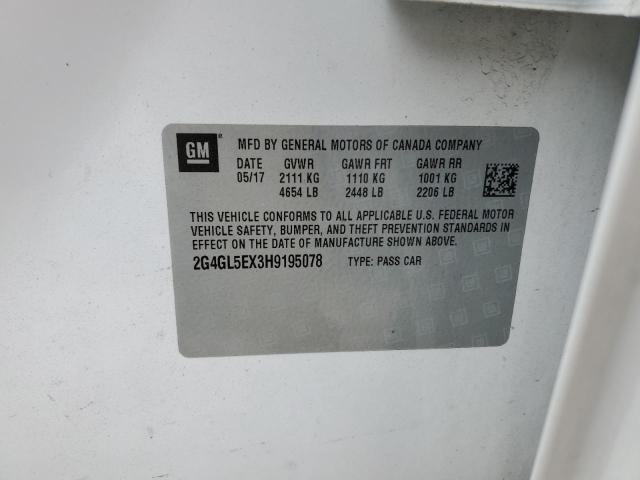 GM ® MFD BY GENERAL MOTORS OF CANADA COMPANY
DATE GVWR GAWR FRT GAWR RR
05/17 2111 KG 1110 KG 1001 KG
4654 LB 2448 LB 2206 LB
THIS VEHICLE CONFORMS TO ALL APPLICABLE U.S. FEDERAL MOTOR
VEHICLE SAFETY, BUMPER, AND THEFT PREVENTION STANDARDS IN
EFFECT ON THE DATE OF MANUFACTURE SHOWN ABOVE.
2G4GL5EX3H9195078 TYPE: PASS CAR